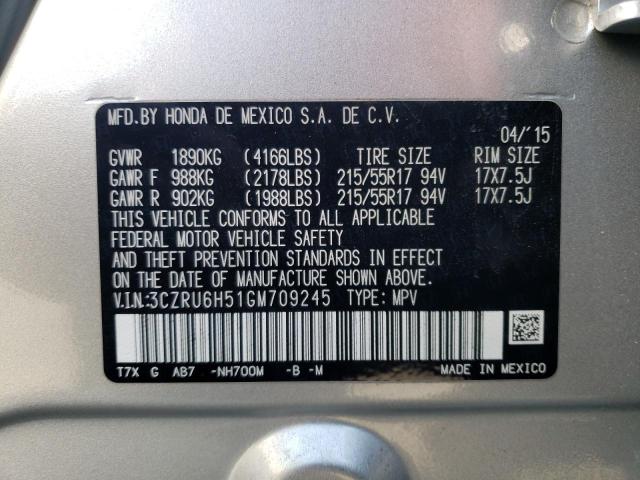 MFD.BY HONDA DE MEXICO S.A. DE C.V.
04/'15
GVWR 1890KG (4166LBS) TIRE SIZE RIM SIZE
GAWR F 988KG (2178LBS) 215/55R17 94V 17X7.5J
GAWR R 902KG (1988LBS) 215/55R17 94V 17X7.5J
THIS VEHICLE CONFORMS TO ALL APPLICABLE
FEDERAL MOTOR VEHICLE SAFETY
AND THEFT PREVENTION STANDARDS IN EFFECT
ON THE DATE OF MANUFACTURE SHOWN ABOVE.
V.I.N:3CZRU6H51GM709245 TYPE: MPV
T7X G AB7 -NH700M -B -M MADE IN MEXICO